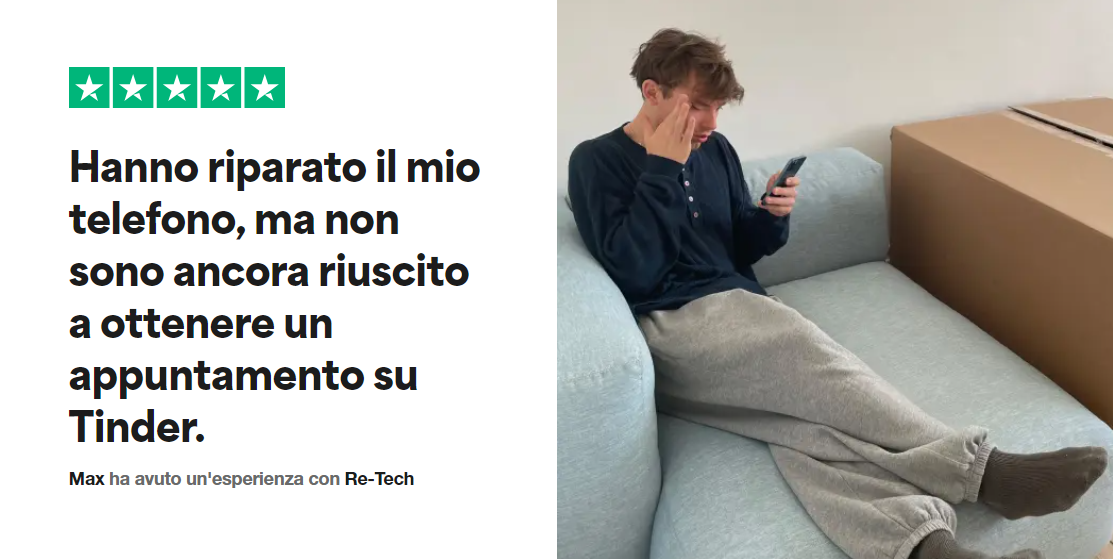 Hanno riparato il mio
telefono, ma non
sono ancora riuscito
a ottenere un
appuntamento su
Tinder.
Max ha avuto un'esperienza con Re-Tech